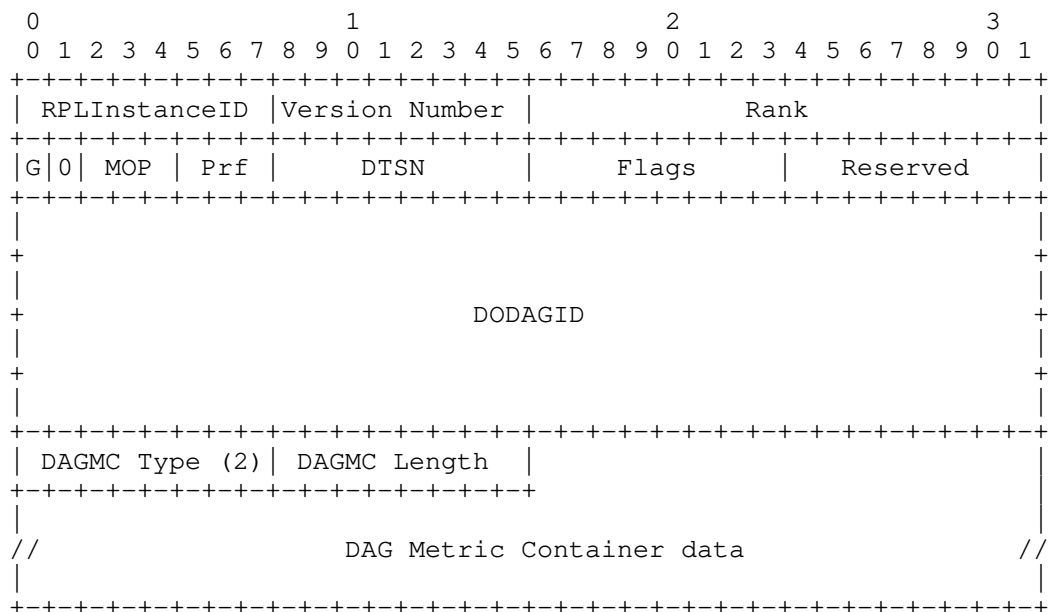 0                   1                   2                   3
 0 1 2 3 4 5 6 7 8 9 0 1 2 3 4 5 6 7 8 9 0 1 2 3 4 5 6 7 8 9 0 1
+-+-+-+-+-+-+-+-+-+-+-+-+-+-+-+-+-+-+-+-+-+-+-+-+-+-+-+-+-+-+-+-+
| RPLInstanceID |Version Number |             Rank              |
+-+-+-+-+-+-+-+-+-+-+-+-+-+-+-+-+-+-+-+-+-+-+-+-+-+-+-+-+-+-+-+-+
|G|0| MOP | Prf |     DTSN      |     Flags     |   Reserved    |
+-+-+-+-+-+-+-+-+-+-+-+-+-+-+-+-+-+-+-+-+-+-+-+-+-+-+-+-+-+-+-+-+
|                                                               |
+                                                               +
|                                                               |
+                            DODAGID                            +
|                                                               |
+                                                               +
|                                                               |
+-+-+-+-+-+-+-+-+-+-+-+-+-+-+-+-+-+-+-+-+-+-+-+-+-+-+-+-+-+-+-+-+
| DAGMC Type (2)| DAGMC Length  |                               |
+-+-+-+-+-+-+-+-+-+-+-+-+-+-+-+-+                               |
|                                                               |
//                   DAG Metric Container data                 //
|                                                               |
+-+-+-+-+-+-+-+-+-+-+-+-+-+-+-+-+-+-+-+-+-+-+-+-+-+-+-+-+-+-+-+-+